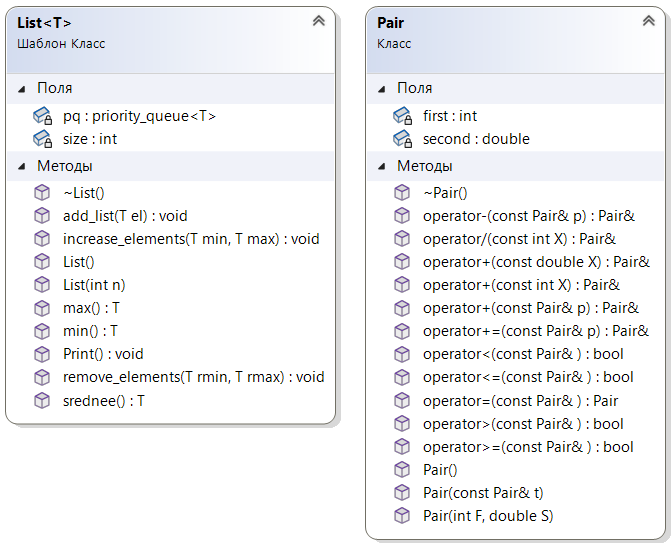 List<T>
Шаблон Класс
Поля
pq : priority_queue<T>
size : int
Методы
~List()
add_list(T el) : void
increase_elements(T min, T max) : void
List()
List(int n)
max() : T
min() : T
Print() : void
remove_elements(T rmin, T rmax) : void
srednee() : T
Pair
Класс
Поля
first : int
second : double
Методы
~Pair()
operator-(const Pair& p) : Pair&
operator/(const int X) : Pair&
operator+(const double X) : Pair&
operator+(const int X) : Pair&
operator+(const Pair& p) : Pair&
operator+=(const Pair& p) : Pair&
operator<(const Pair& ) : bool
operator<=(const Pair& ) : bool
operator=(const Pair& ) : Pair
operator>(const Pair& ) : bool
operator>=(const Pair& ) : bool
Pair()
Pair(const Pair& t)
Pair(int F, double S)